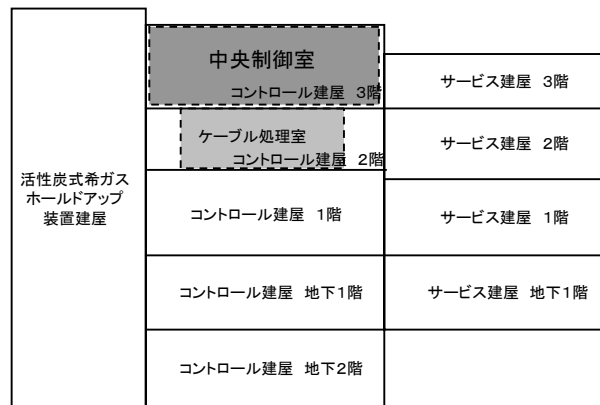 中央制御室
コントロール建屋 3階
サービス建屋 3階
ケーブル処理室
コントロール建屋 2階
サービス建屋 2階
活性炭式希ガス
ホールドアップ
装置建屋
コントロール建屋 1階
サービス建屋 1階
コントロール建屋 地下1階
サービス建屋 地下1階
コントロール建屋 地下2階